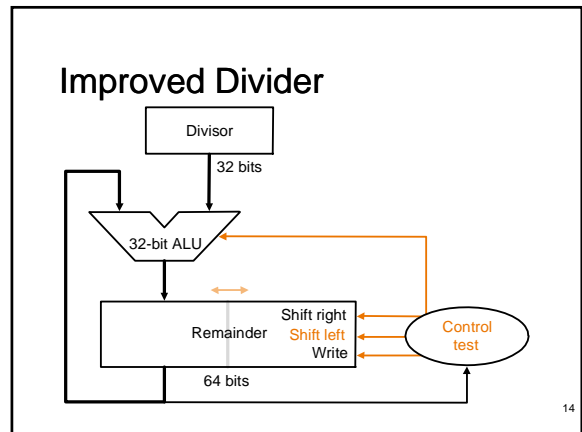 Improved Divider
Divisor
32 bits
32-bit ALU
Shift right
Remainder Shift left
Write
Control
test
64 bits
14